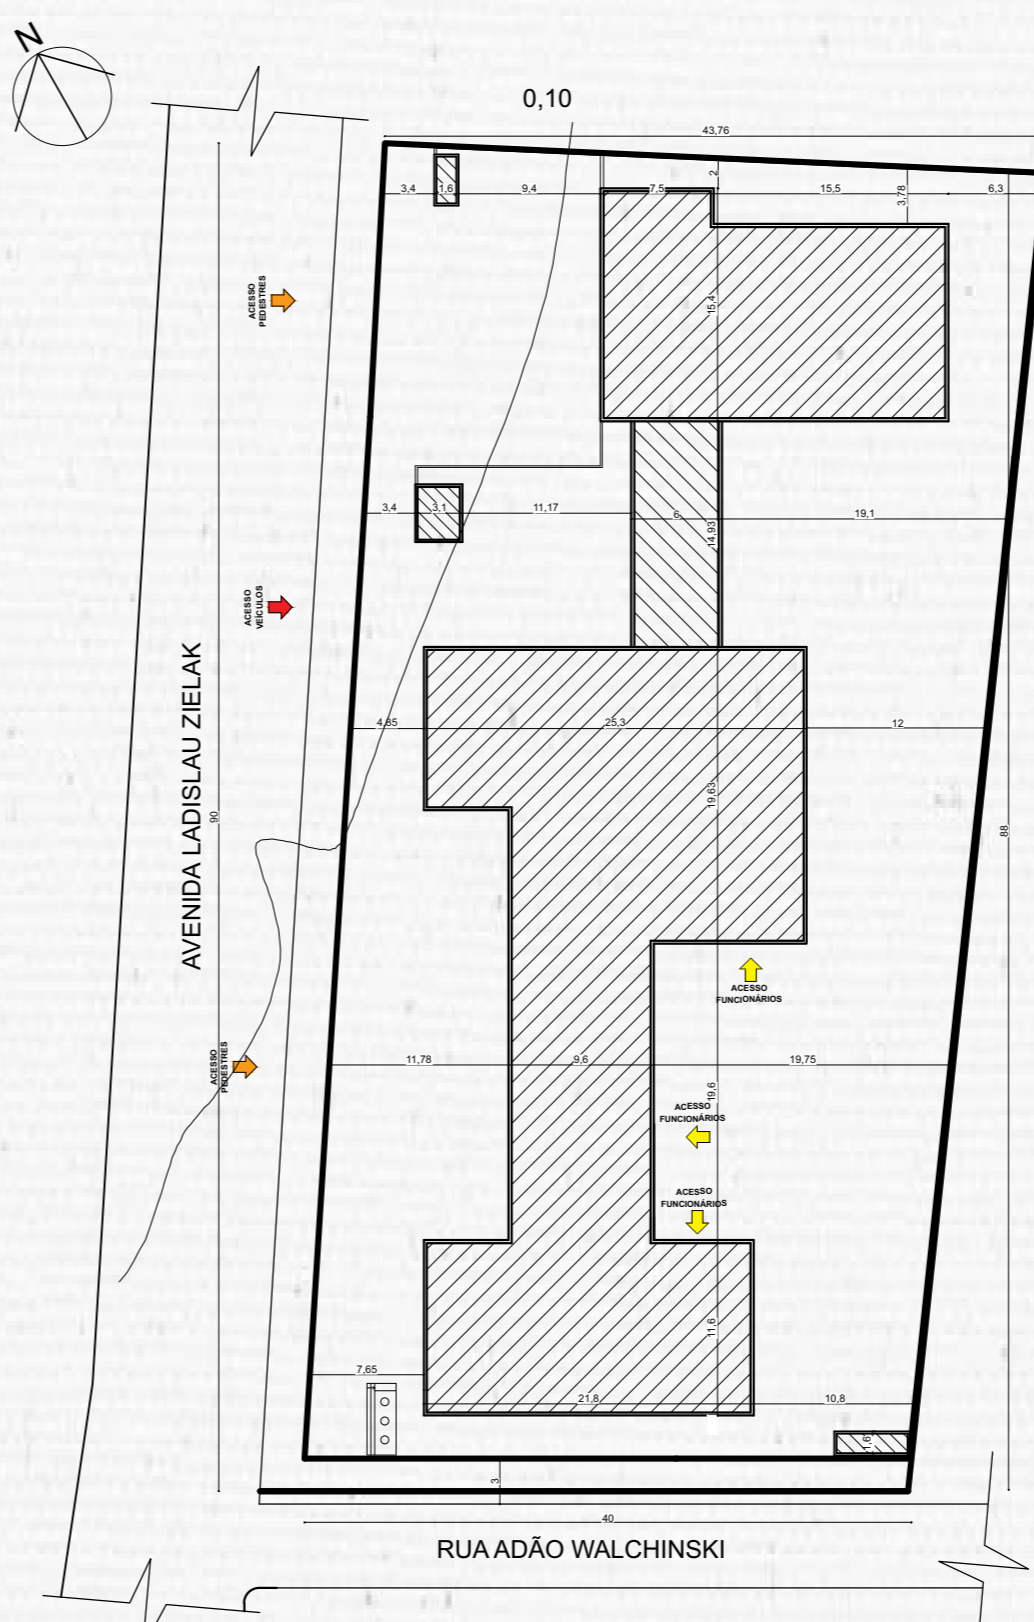 N
0,10
43,76
3,4
1,6
9,4
7,5
2
15,5
3,78
6,3
ACESSO
PEDESTRES
15,4
3,4
3,1
11,17
6
14,93
19,1
ACESSO
VEÍCULOS
AVENIDA LADISLAU ZIELAK
90
4,85
25,3
12
19,63
88
ACESSO
FUNCIONÁRIOS
ACESSO
PEDESTRES
11,78
9,6
19,75
19,6
ACESSO
FUNCIONÁRIOS
ACESSO
FUNCIONÁRIOS
11,6
7,65
21,8
10,8
1,6
3
40
RUA ADÃO WALCHINSKI